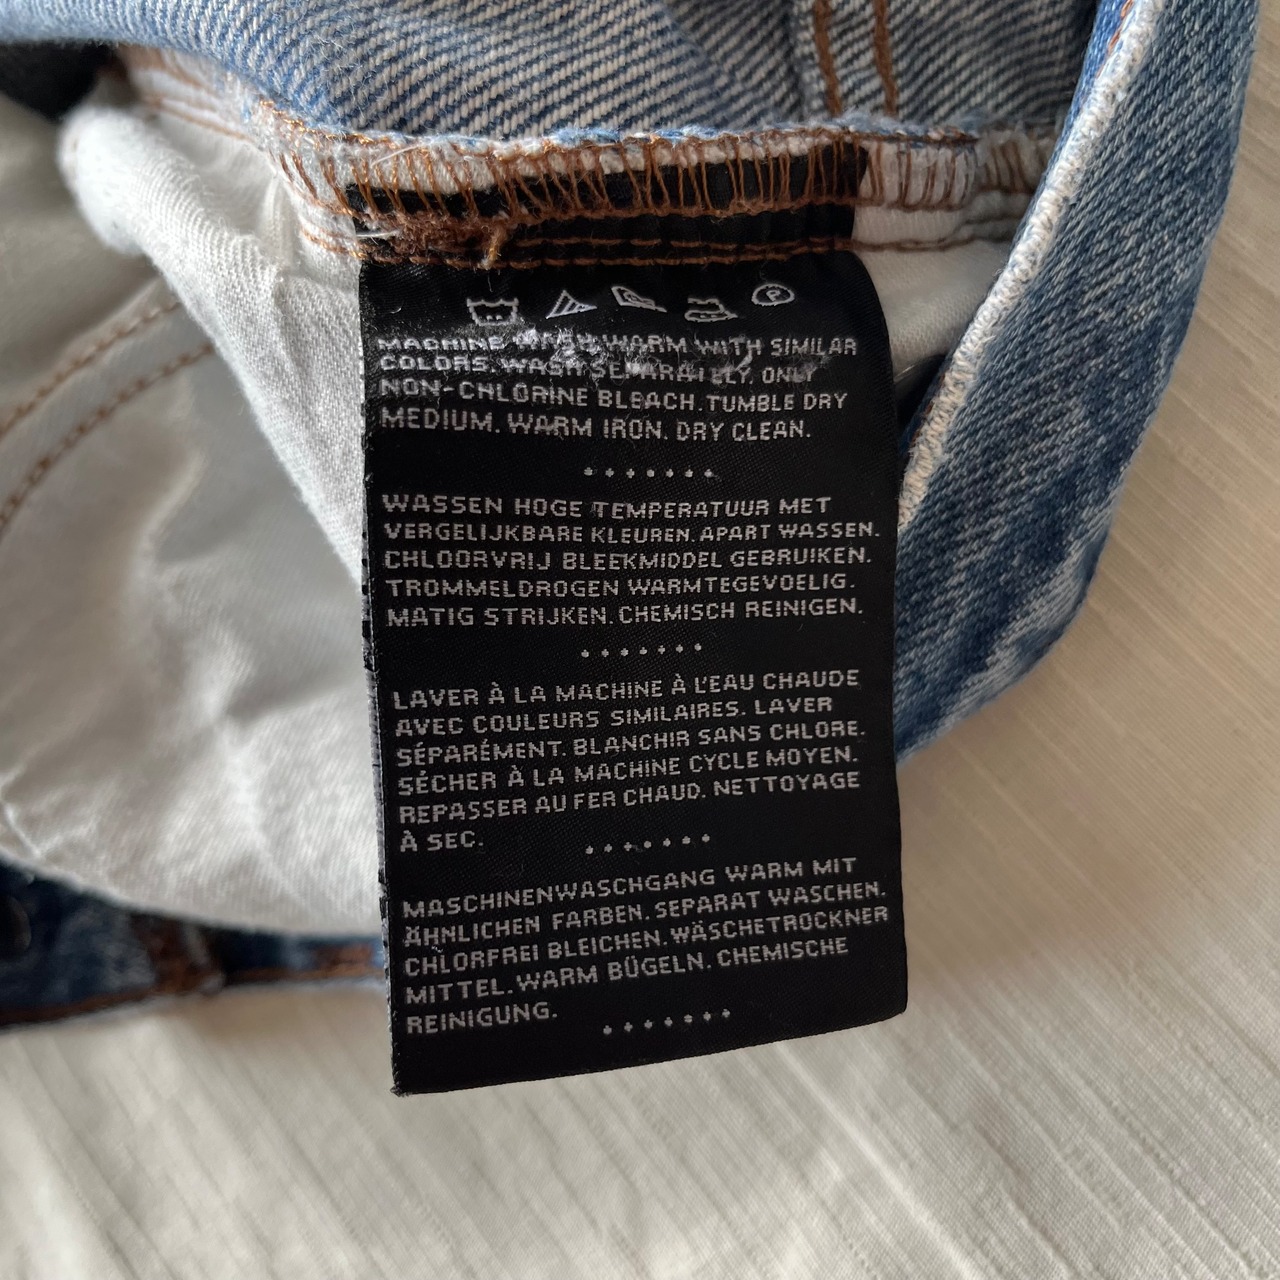 MACHINE WASH WARM WITH SIMILAR
COLORS. WASH SEPARATELY. ONLY
NON-CHLORINE BLEACH. TUMBLE DRY
MEDIUM. WARM IRON. DRY CLEAN.
WASSEN HOGE TEMPERATUUR MET
VERGELIJKBARE KLEUREN. APART WASSEN.
CHLOORVRIJ BLEEKMIDDEL GEBRUIKEN.
TROMMELDROGEN WARMTEGEVOELIG.
MATIG STRIJKEN. CHEMISCH REINIGEN.
LAVER À LA MACHINE À L'EAU CHAUDE
AVEC COULEURS SIMILAIRES. LAVER
SÉPARÉMENT. BLANCHIR SANS CHLORE.
SÉCHER À LA MACHINE CYCLE MOYEN.
REPASSER AU FER CHAUD. NETTOYAGE
À SEC.
MASCHINENWASCHGANG WARM MIT
ÄHNLICHEN FARBEN. SEPARAT WASCHEN.
CHLORFREI BLEICHEN. WÄSCHETROCKNER
MITTEL. WARM BÜGELN. CHEMISCHE
REINIGUNG.